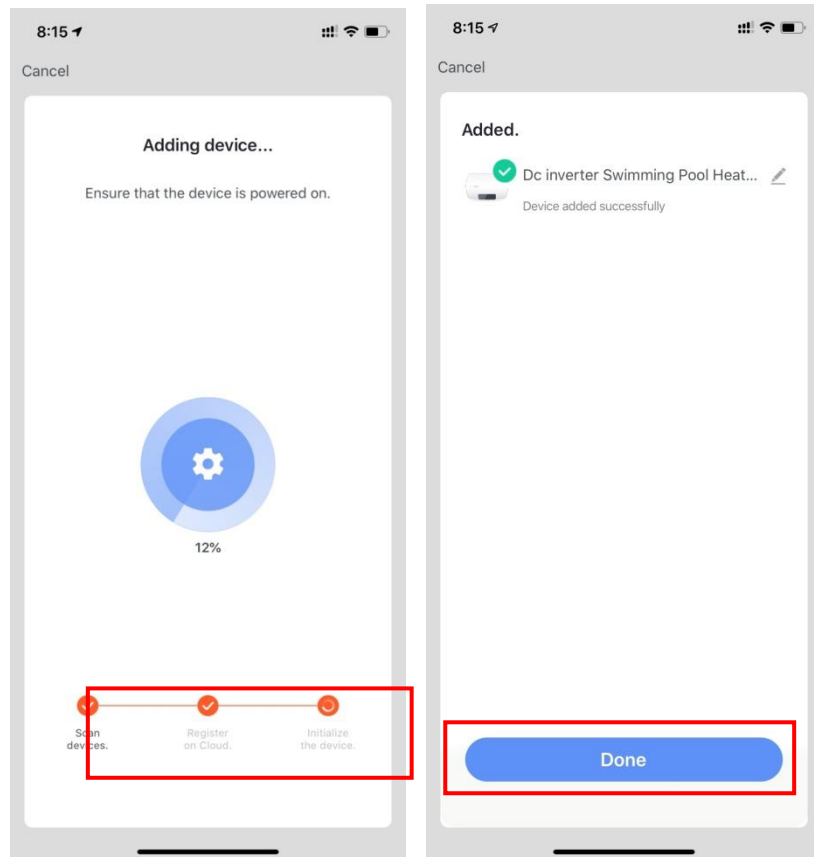 8:15
Cancel
Adding device...
Ensure that the device is powered on.
12%
Scan
devices.
Register
on Cloud.
Initialize
the device.
8:15
Cancel
Added.
Dc inverter Swimming Pool Heat...
Device added successfully
Done